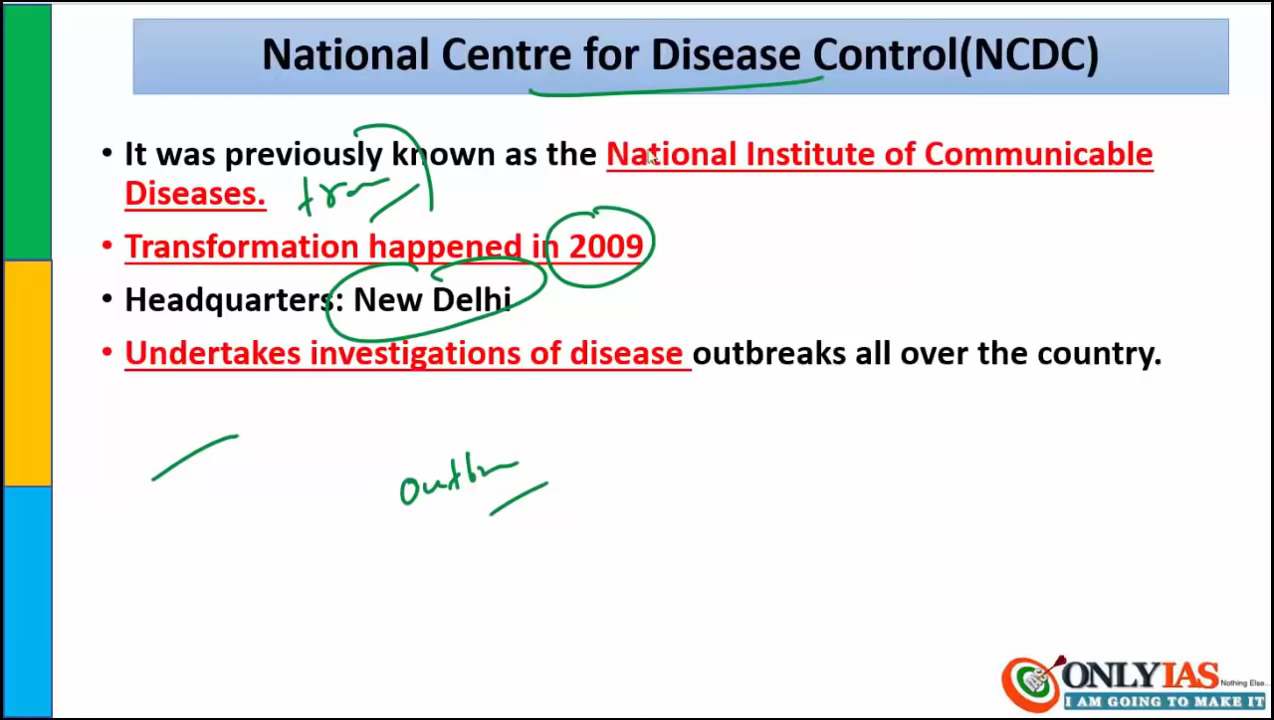 National Centre for Disease Control(NCDC)
• It was previously known as the National Institute of Communicable
Diseases.
• Transformation happened in 2009
• Headquarters: New Delhi
• Undertakes investigations of disease outbreaks all over the country.
ONLYIAS
Nothing Else...
I AM GOING TO MAKE IT